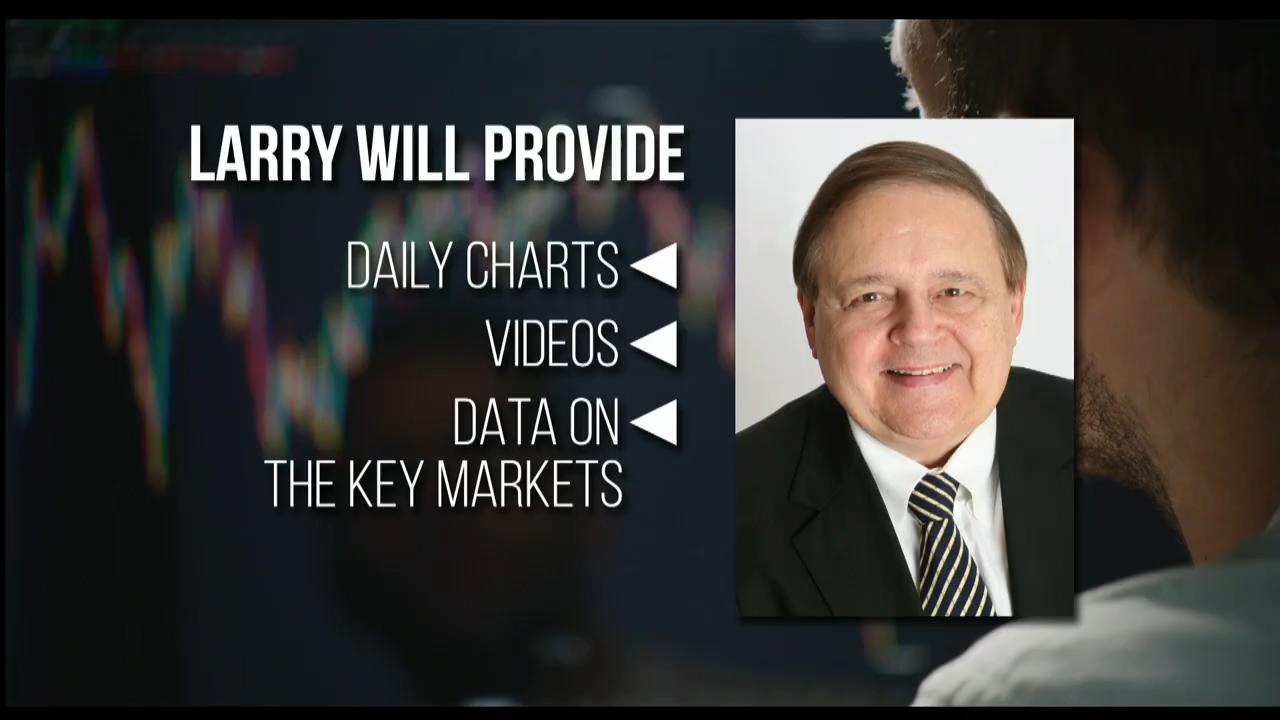 LARRY WILL PROVIDE
DAILY CHARTS
VIDEOS
DATA ON
THE KEY MARKETS